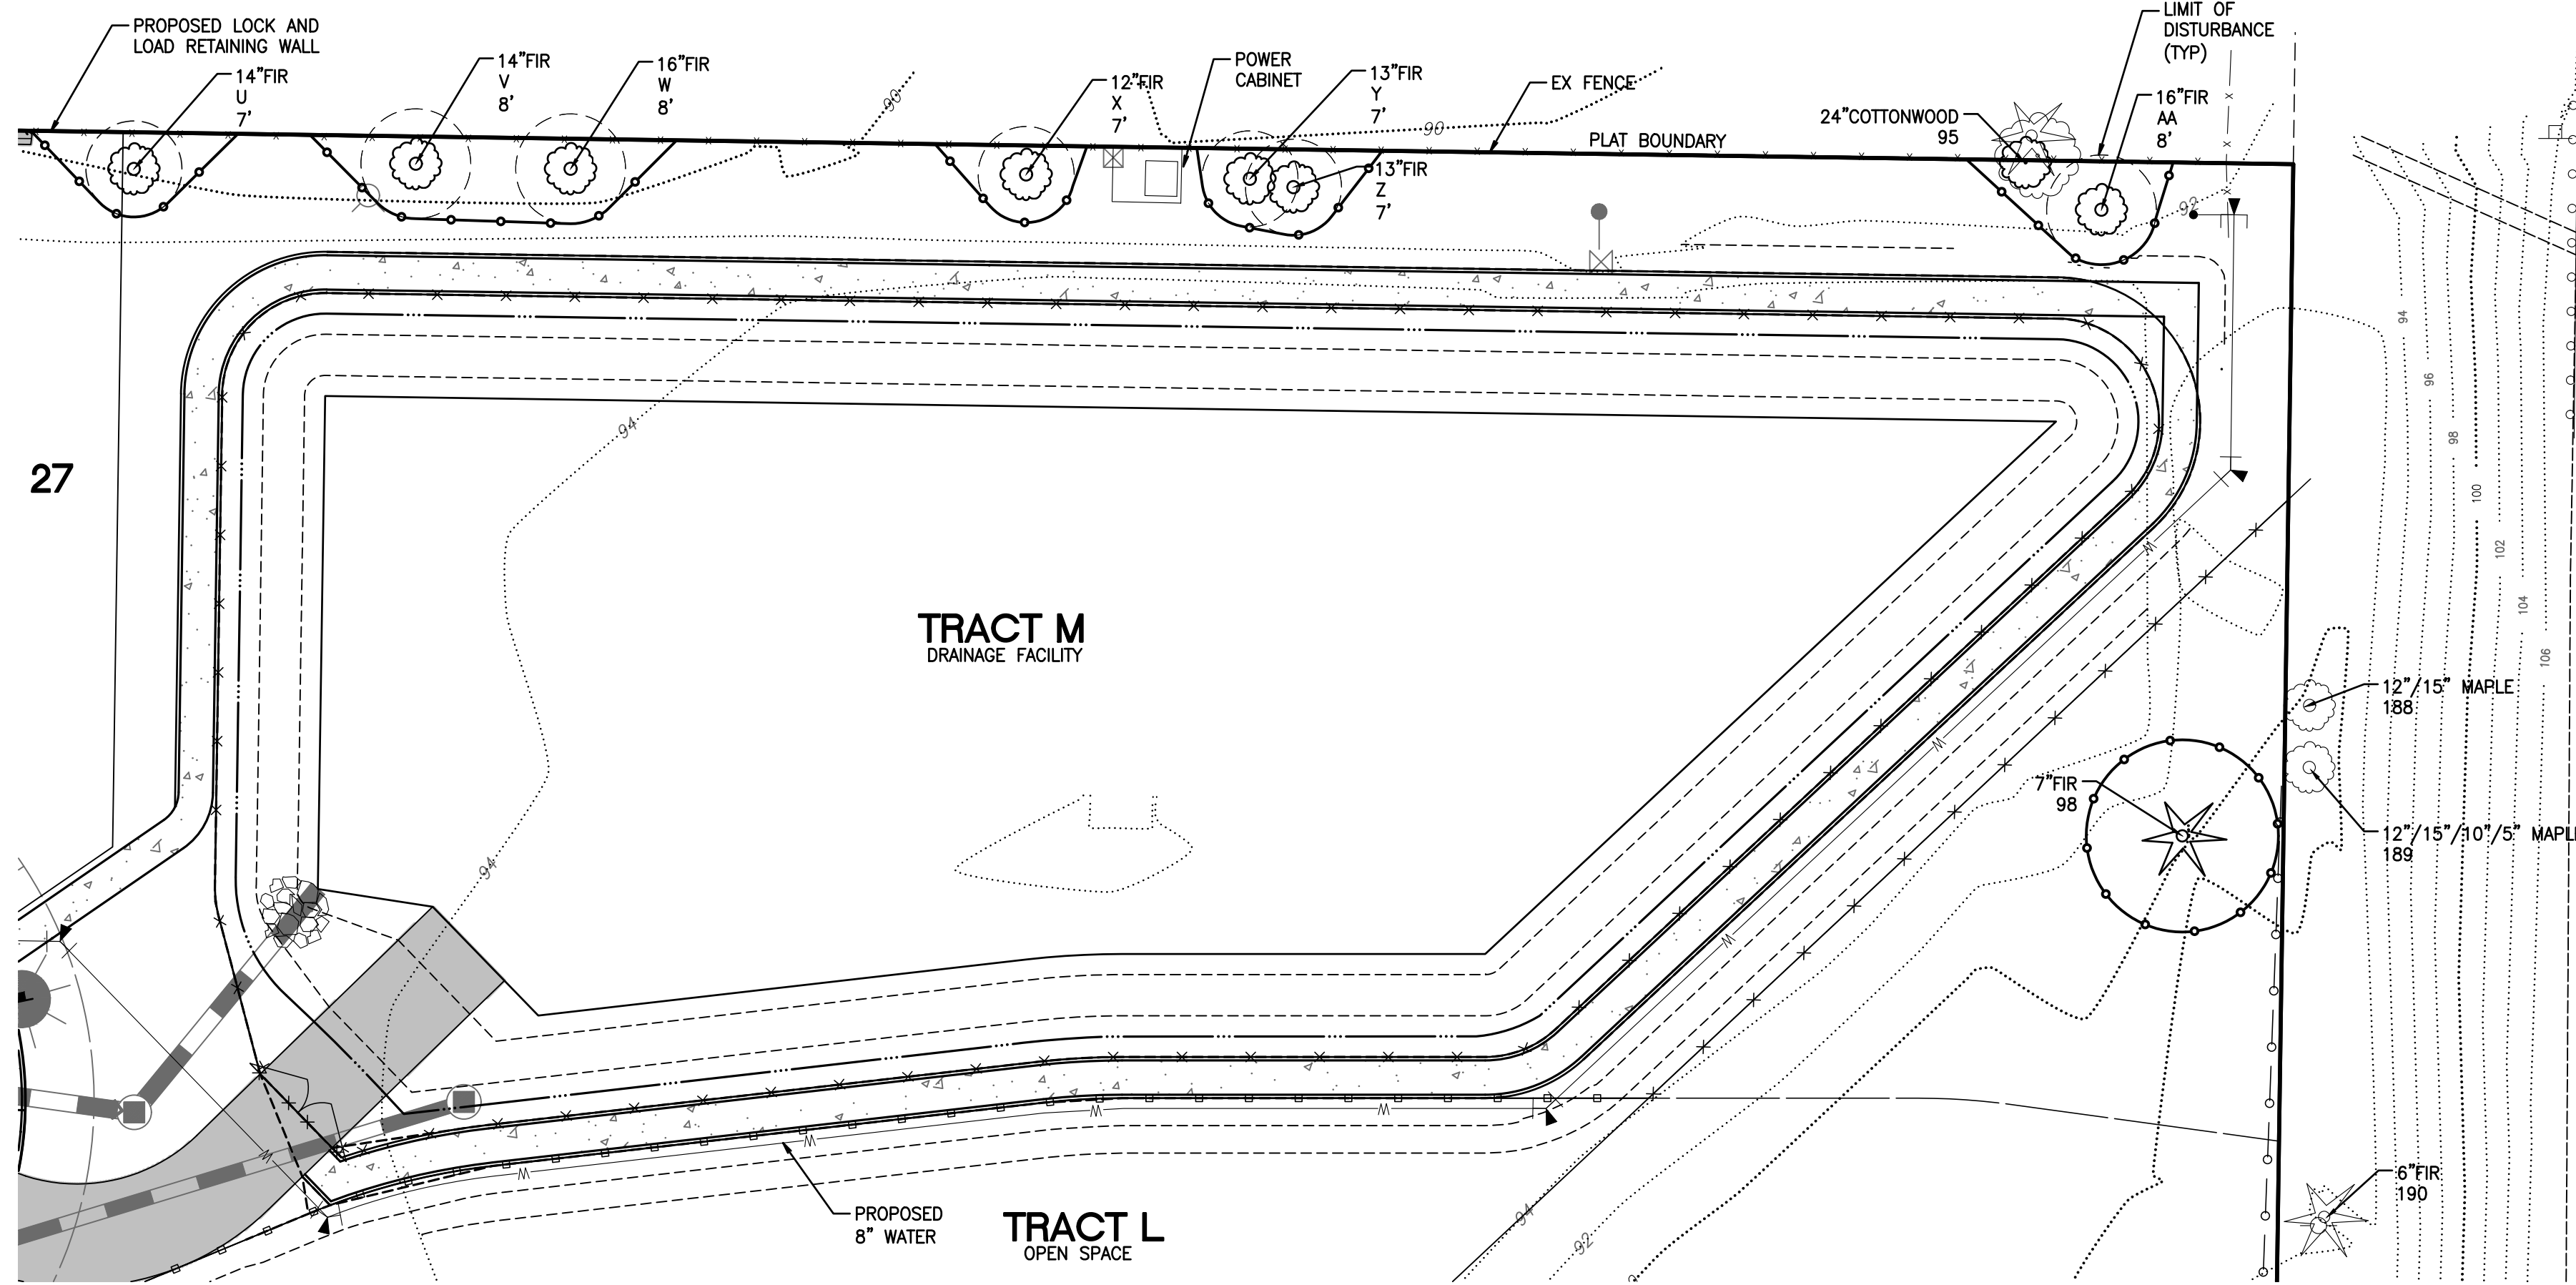 PROPOSED LOCK AND
LOAD RETAINING WALL
14"FIR
U
7'
14"FIR
V
8'
16"FIR
W
8'
90
12"FIR
X
7'
POWER
CABINET
13"FIR
Y
7'
13"FIR
Z
7'
EX FENCE
90
PLAT BOUNDARY
24"COTTONWOOD
95
LIMIT OF
DISTURBANCE
(TYP)
16"FIR
AA
8'
92
94
96
98
100
102
104
106
27
94
TRACT M
DRAINAGE FACILITY
W
W
W
12"/15" MAPLE
188
7"FIR
98
12"/15"/10"/5" MAPL
189
94
W
W
W
W
W
PROPOSED
8" WATER
TRACT L
OPEN SPACE
94
92
6"FIR
190